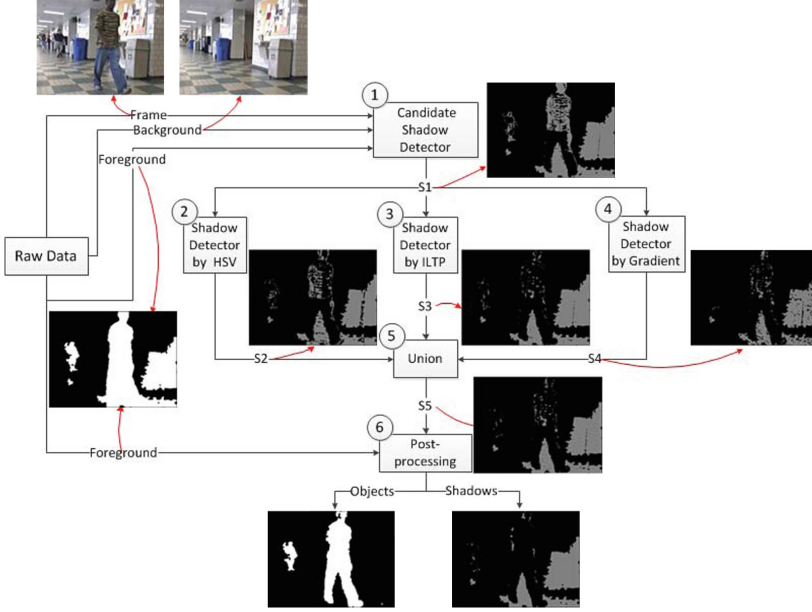 1
Candidate
Shadow
Detector
Frame
Background
Foreground
S1
2
Shadow
Detector
by HSV
3
Shadow
Detector
by ILTP
4
Shadow
Detector
by Gradient
Raw Data
S3
5
Union
S2
S4
S5
6
Post-
processing
Foreground
Objects
Shadows